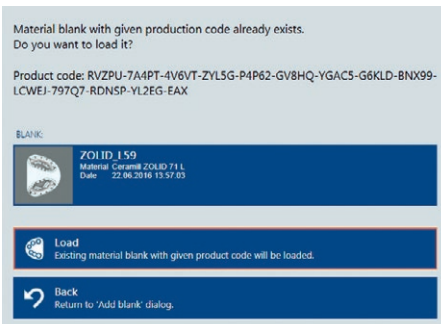 Material blank with given production code already exists.
Do you want to load it?
Product code: RVZPU-7A4PT-4V6VT-ZYL5G-P4P62-GV8HQ-YGAC5-G6KLD-BNX99-
LCWEJ-797Q7-RDNSP-YL2EG-EAX
BLANK:
ZOLID_L59
Material Ceramill ZOLID 71 L
Date 22.06.2016 13:57:03
Load
Existing material blank with given product code will be loaded.
Back
Return to 'Add blank' dialog.